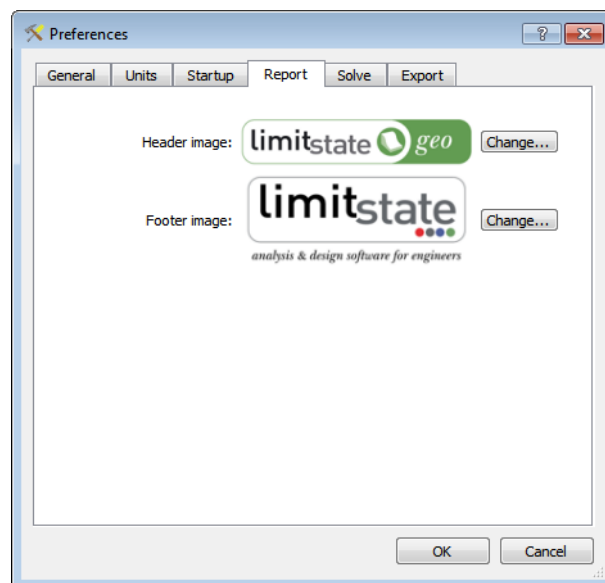 Preferences
General Units Startup Report Solve Export
Header image: limitstate geo Change...
Footer image: limitstate Change...
analysis & design software for engineers
OK Cancel